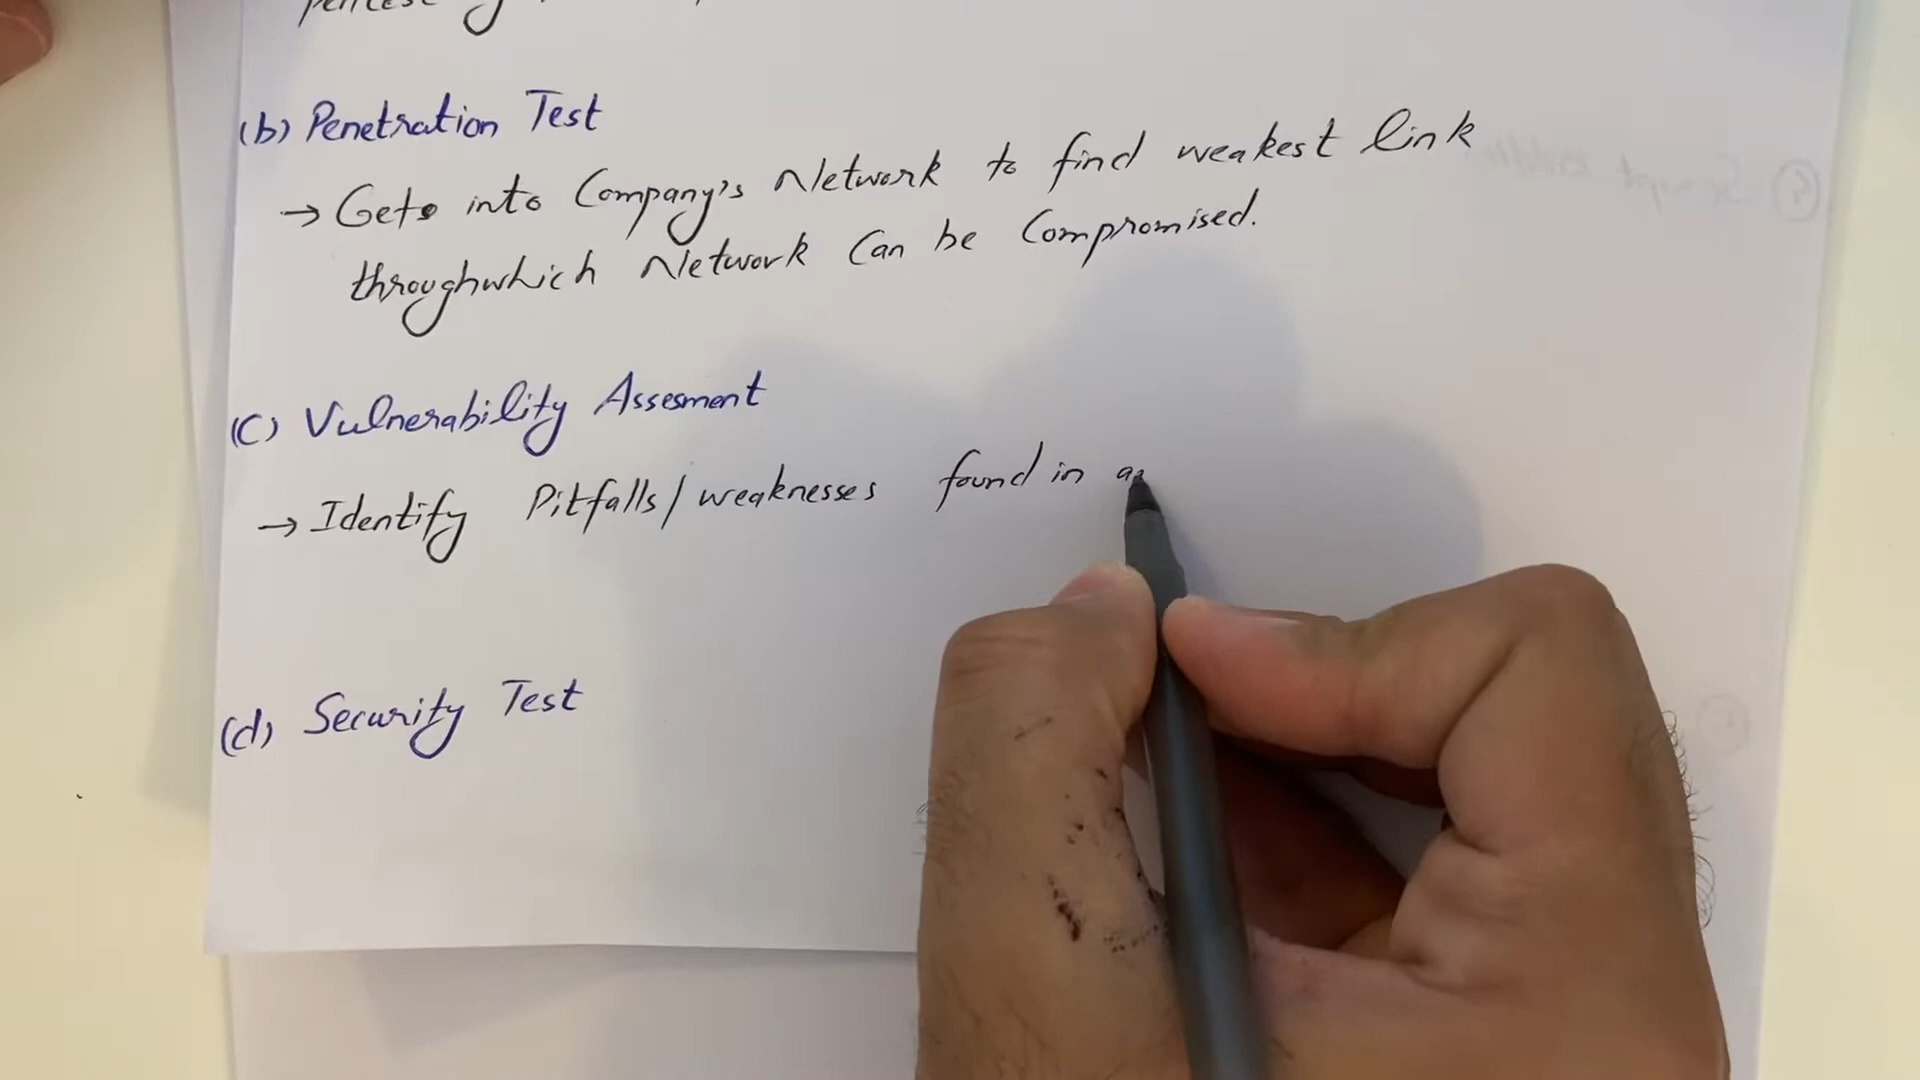 (b) Penetration Test
→ Gets into Company's Network to find weakest link
throughwhich Network Can be Compromised.
(C) Vulnerability Assesment
→ Identify Pitfalls/weaknesses found in
(d) Security Test